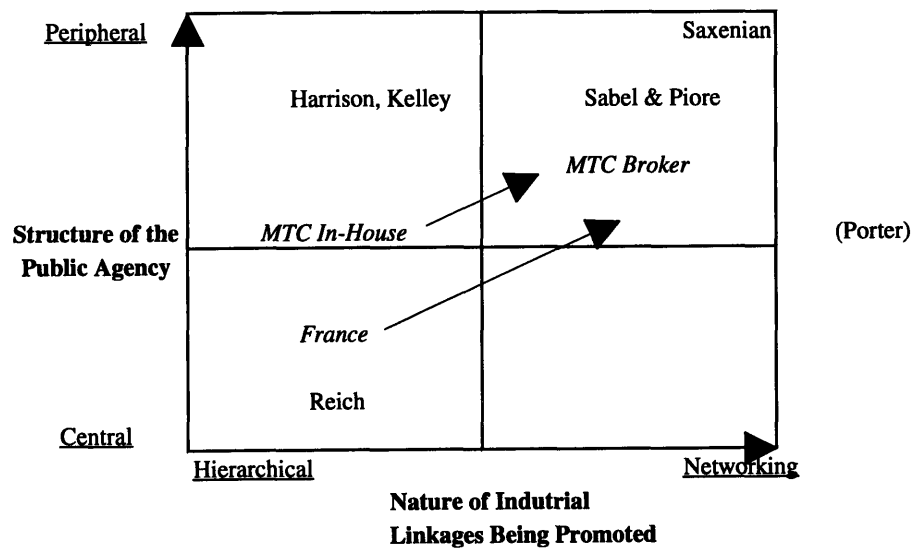 Peripheral
Saxenian
Harrison, Kelley
Sabel & Piore
MTC Broker
Structure of the
Public Agency
MTC In-House
(Porter)
France
Reich
Central
Hierarchical
Networking
Nature of Indutrial
Linkages Being Promoted